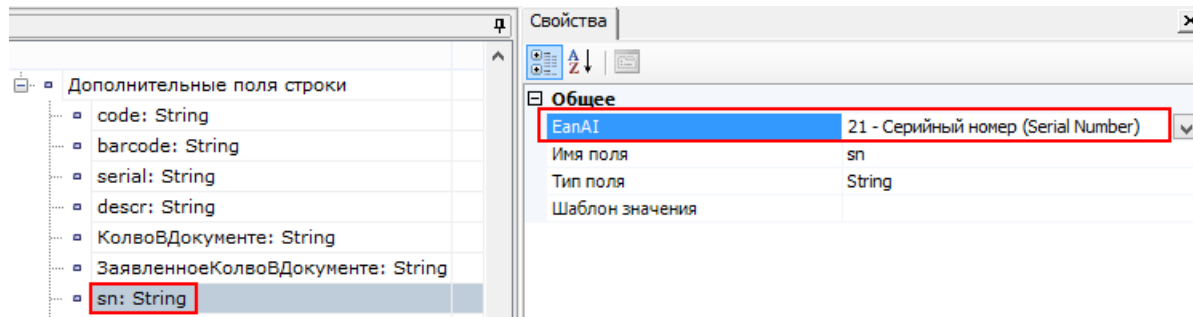 Свойства
Дополнительные поля строки
code: String
barcode: String
serial: String
descr: String
КолвоВДокументе: String
ЗаявленноеКолвоВДокументе: String
sn: String
Общее
EanAI 21 - Серийный номер (Serial Number)
Имя поля sn
Тип поля String
Шаблон значения